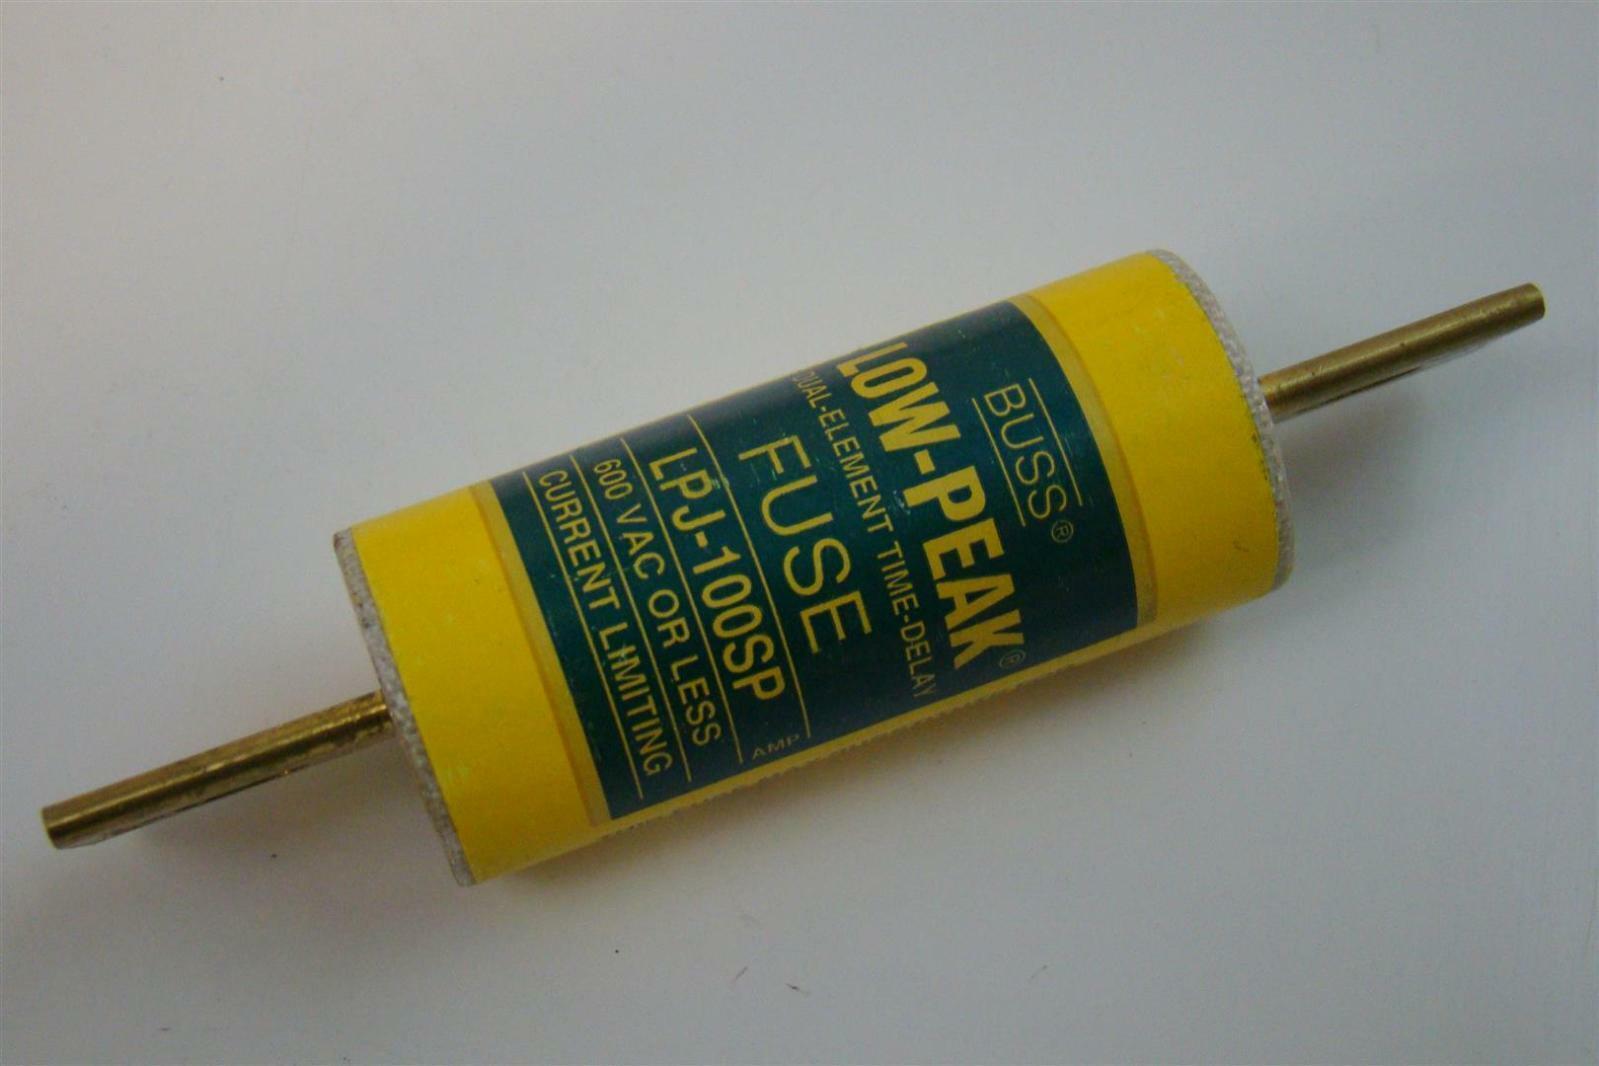 BUSS®
LOW-PEAK®
DUAL-ELEMENT TIME-DELAY
FUSE
LPJ-100SP AMP
600 VAC OR LESS
CURRENT LIMITING